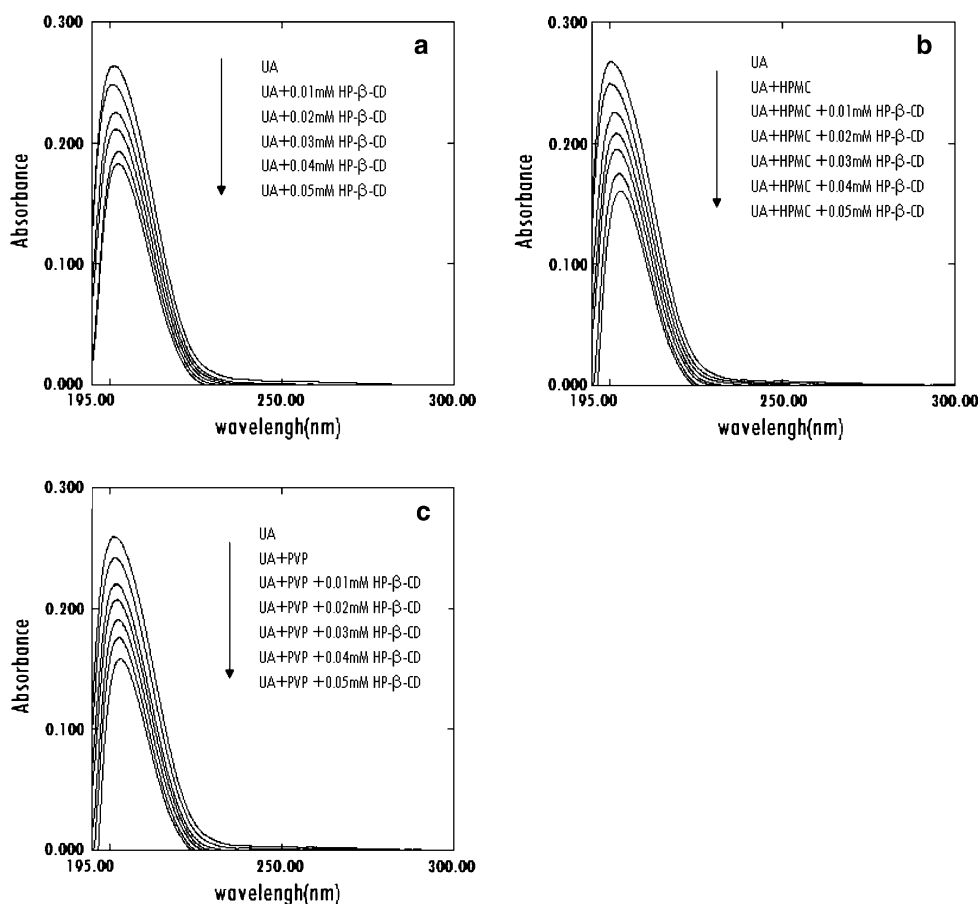 a
0.300
0.200
0.100
0.000
Absorbance
195.00
250.00
300.00
wavelengh(nm)
UA
UA+0.01mM HP-β-CD
UA+0.02mM HP-β-CD
UA+0.03mM HP-β-CD
UA+0.04mM HP-β-CD
UA+0.05mM HP-β-CD
b
0.300
0.200
0.100
0.000
Absorbance
195.00
250.00
300.00
wavelengh(nm)
UA
UA+HPMC
UA+HPMC +0.01mM HP-β-CD
UA+HPMC +0.02mM HP-β-CD
UA+HPMC +0.03mM HP-β-CD
UA+HPMC +0.04mM HP-β-CD
UA+HPMC +0.05mM HP-β-CD
c
0.300
0.200
0.100
0.000
Absorbance
195.00
250.00
300.00
wavelengh(nm)
UA
UA+PVP
UA+PVP +0.01mM HP-β-CD
UA+PVP +0.02mM HP-β-CD
UA+PVP +0.03mM HP-β-CD
UA+PVP +0.04mM HP-β-CD
UA+PVP +0.05mM HP-β-CD